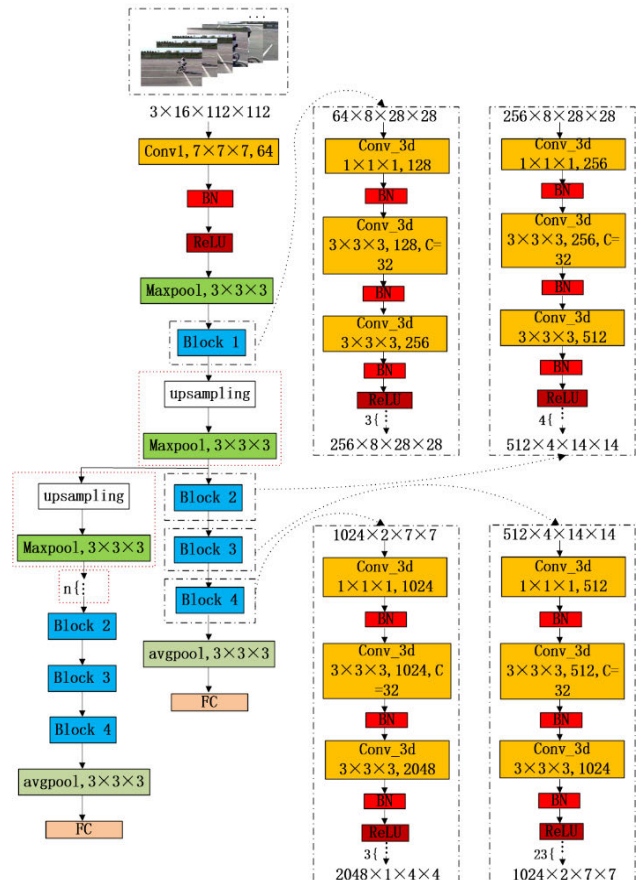 3×16×112×112
Conv1,7×7×7,64
BN
ReLU
Maxpool,3×3×3
Block 1
upsampling
Maxpool,3×3×3
upsampling
Maxpool,3×3×3
n{
Block 2
Block 3
Block 4
avgpool,3×3×3
FC
Block 2
Block 3
Block 4
avgpool,3×3×3
FC
64×8×28×28
Conv_3d
1×1×1,128
BN
Conv_3d
3×3×3,128,C=
32
BN
Conv_3d
3×3×3,256
BN
ReLU
3{
256×8×28×28
256×8×28×28
Conv_3d
1×1×1,256
BN
Conv_3d
3×3×3,256,C=
32
BN
Conv_3d
3×3×3,512
BN
ReLU
4{
512×4×14×14
1024×2×7×7
Conv_3d
1×1×1,1024
BN
Conv_3d
3×3×3,1024,C
=32
BN
Conv_3d
3×3×3,2048
BN
ReLU
3{
2048×1×4×4
512×4×14×14
Conv_3d
1×1×1,512
BN
Conv_3d
3×3×3,512,C=
32
BN
Conv_3d
3×3×3,1024
BN
ReLU
23{
1024×2×7×7